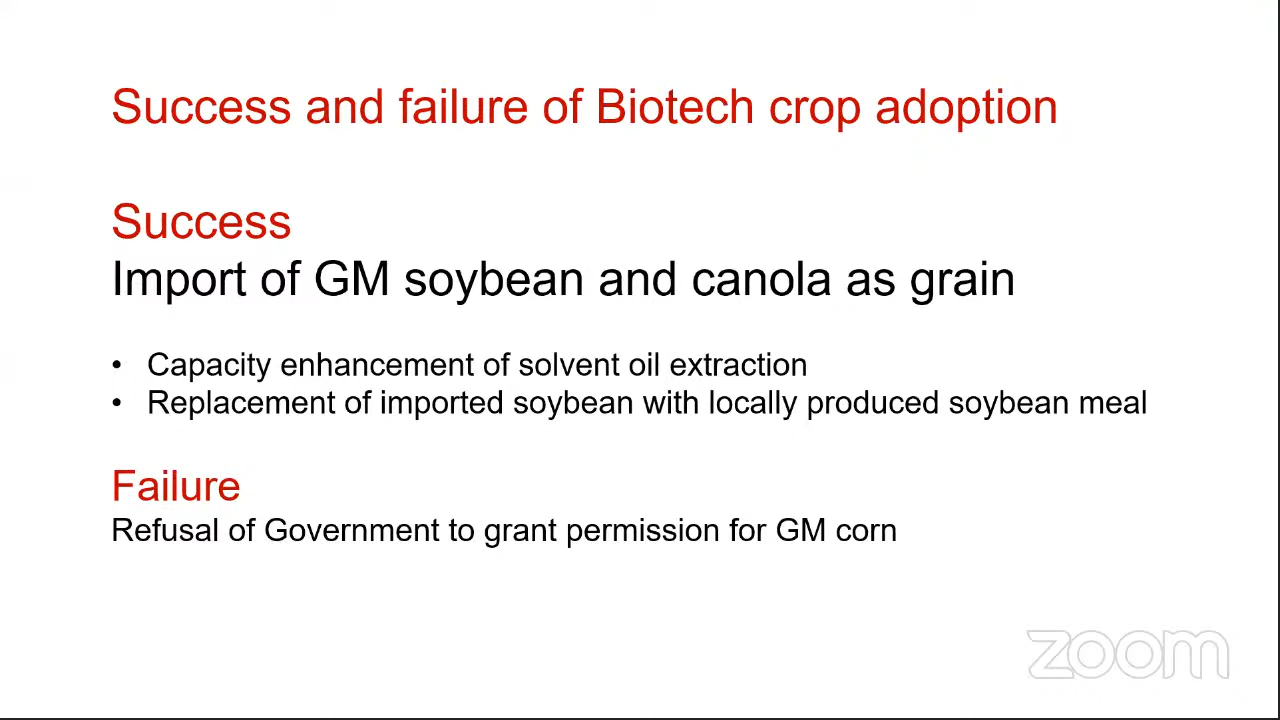 Success and failure of Biotech crop adoption
Success
Import of GM soybean and canola as grain
• Capacity enhancement of solvent oil extraction
• Replacement of imported soybean with locally produced soybean meal
Failure
Refusal of Government to grant permission for GM corn
zoom